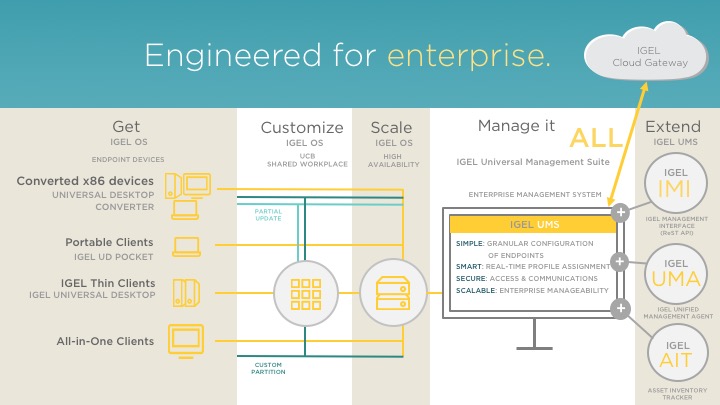 Engineered for enterprise.
IGEL
Cloud Gateway
Get
IGEL OS
ENDPOINT DEVICES
Converted x86 devices
UNIVERSAL DESKTOP
CONVERTER
Portable Clients
IGEL UD POCKET
IGEL Thin Clients
IGEL UNIVERSAL DESKTOP
All-in-One Clients
Customize
IGEL OS
UCB
SHARED WORKPLACE
PARTIAL
UPDATE
CUSTOM
PARTITION
Scale
IGEL OS
HIGH
AVAILABILITY
Manage it ALL
IGEL Universal Management Suite
ENTERPRISE MANAGEMENT SYSTEM
IGEL UMS
SIMPLE: GRANULAR CONFIGURATION
OF ENDPOINTS
SMART: REAL-TIME PROFILE ASSIGNMENT
SECURE: ACCESS & COMMUNICATIONS
SCALABLE: ENTERPRISE MANAGEABILITY
Extend
IGEL UMS
IGEL
IMI
IGEL MANAGEMENT
INTERFACE
(ReST API)
IGEL
UMA
IGEL UNIFIED
MANAGEMENT AGENT
IGEL
AIT
ASSET INVENTORY
TRACKER